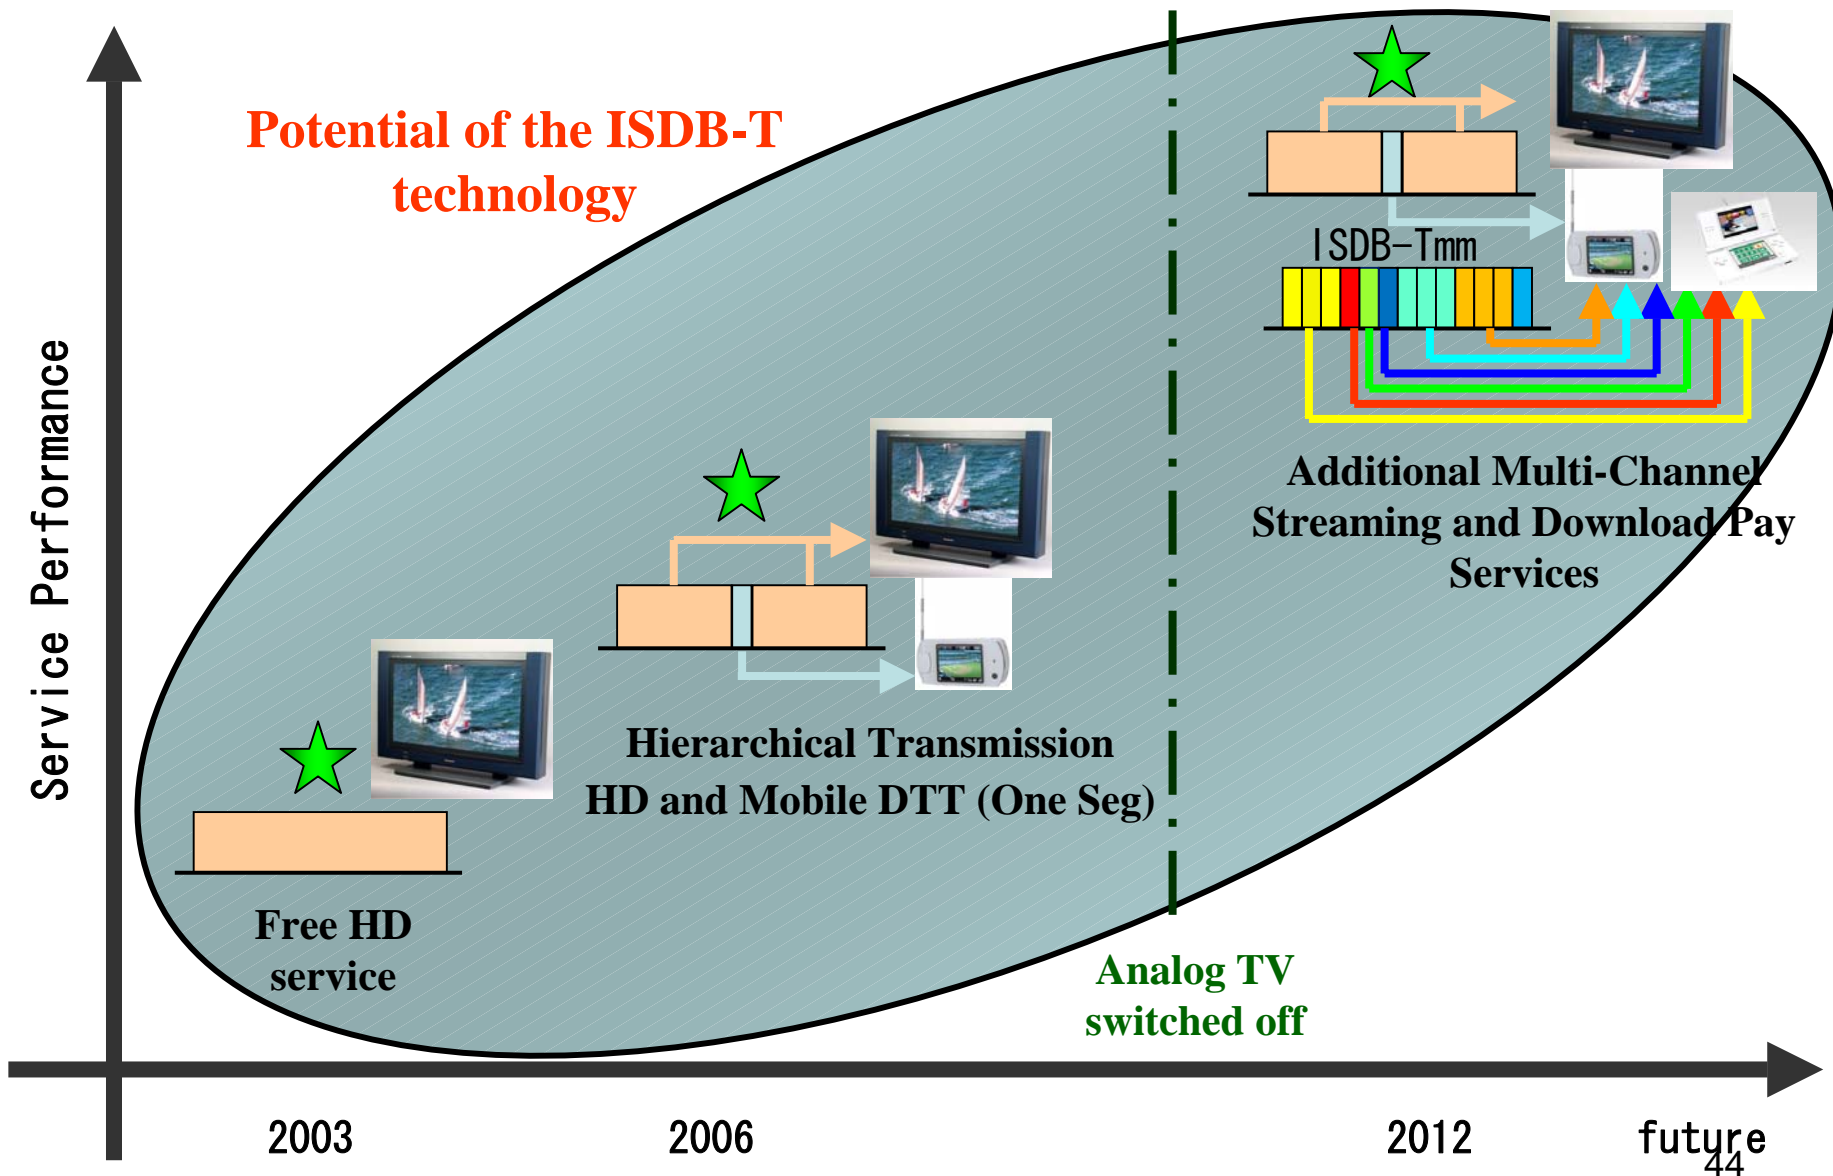 Potential of the ISDB-T
technology
Service Performance
ISDB-Tmm
Additional Multi-Channel
Streaming and Download Pay
Services
Hierarchical Transmission
HD and Mobile DTT (One Seg)
Free HD
service
Analog TV
switched off
2003
2006
2012
future
44